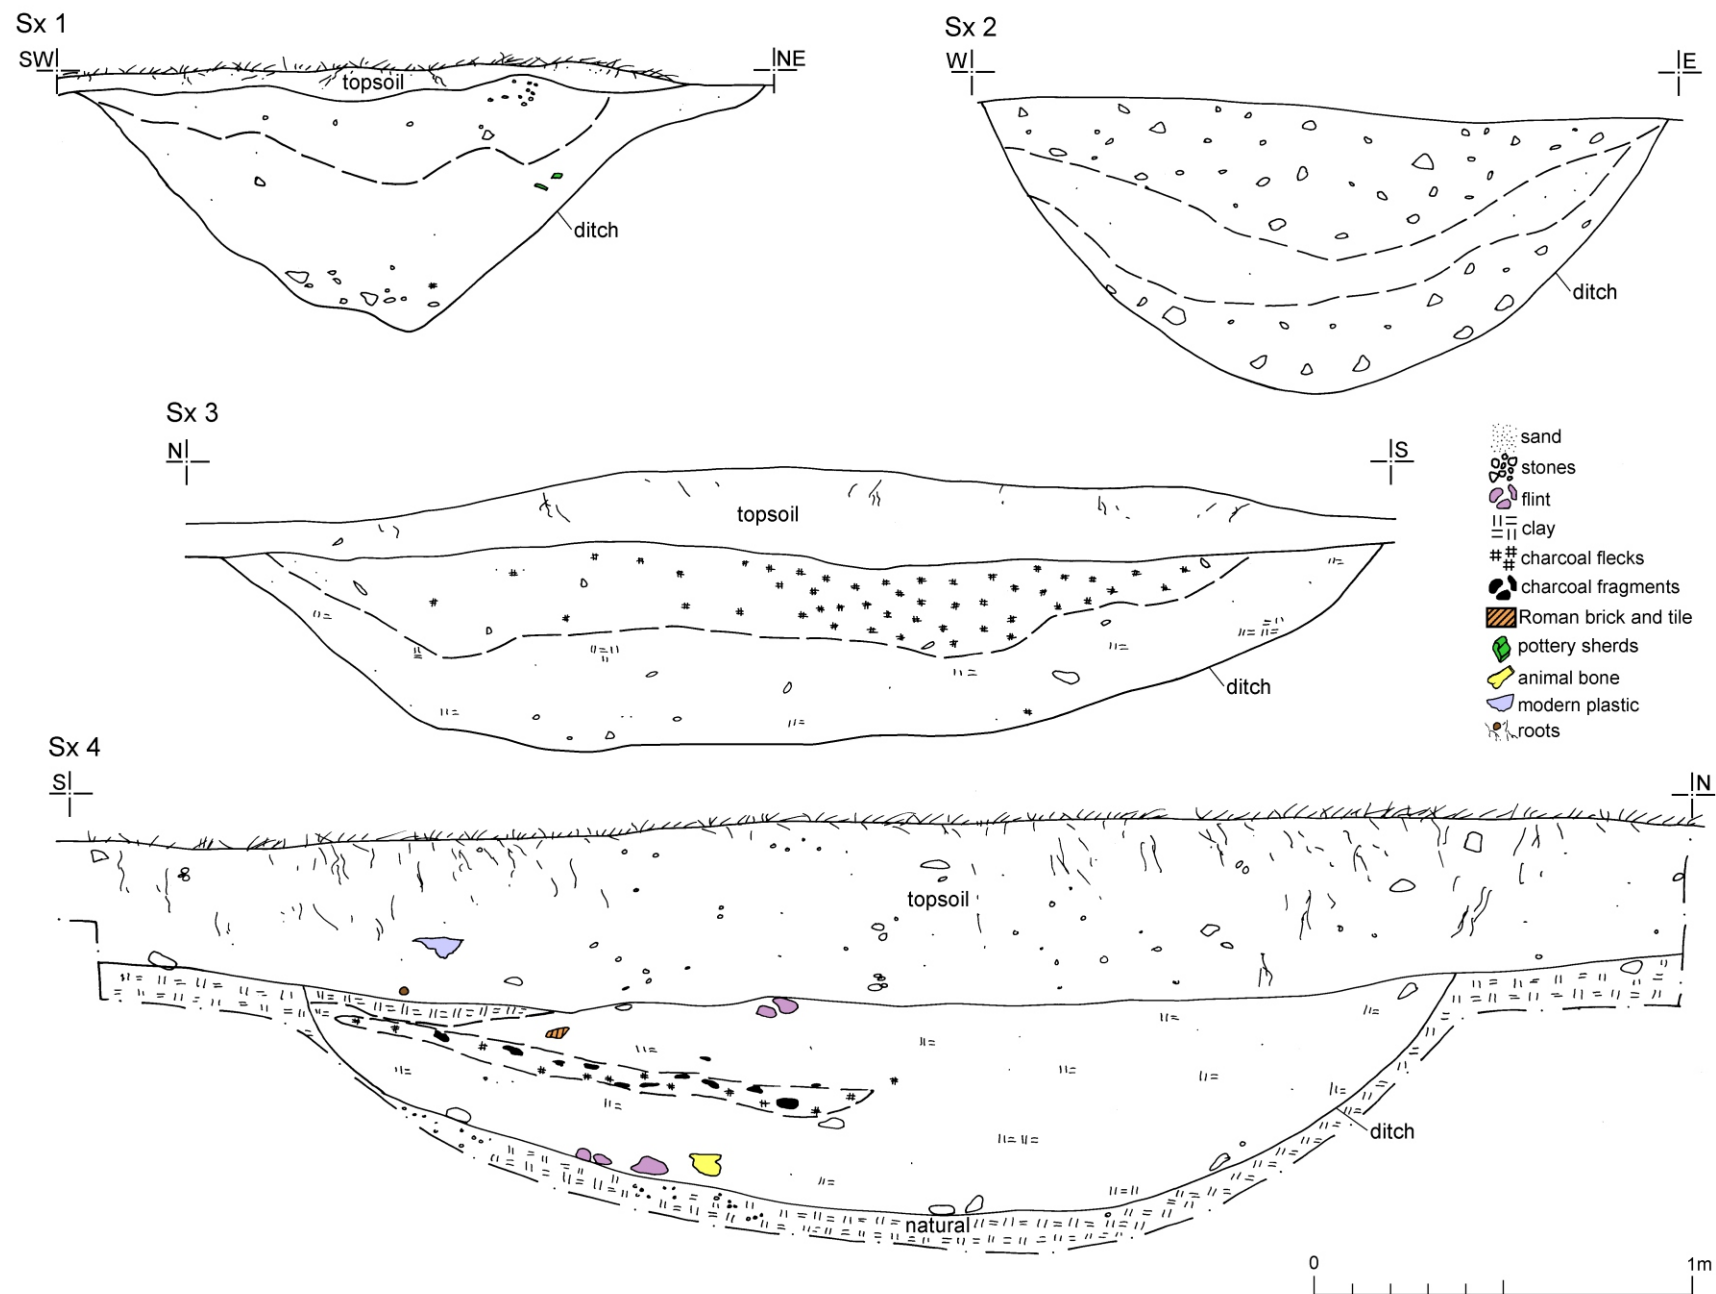 Sx 1
SW
NE
topsoil
ditch
Sx 2
W
E
ditch
Sx 3
N
S
topsoil
ditch
sand
stones
flint
clay
charcoal flecks
charcoal fragments
Roman brick and tile
pottery sherds
animal bone
modern plastic
roots
Sx 4
S
N
topsoil
ditch
natural
0
1m